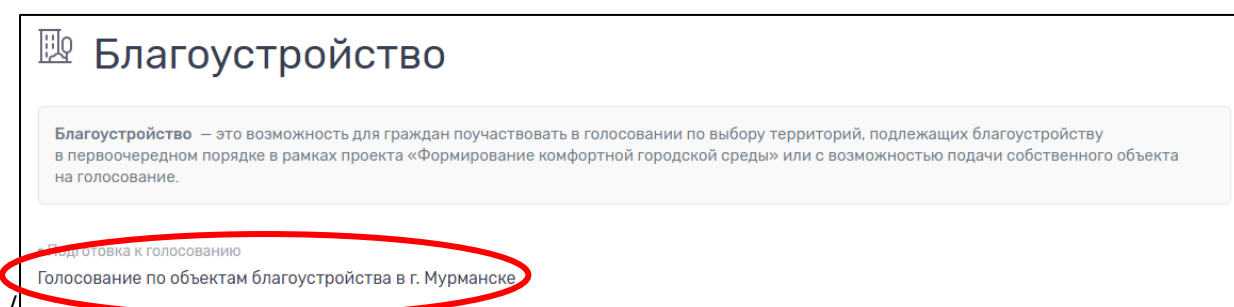 Благоустройство
Благоустройство — это возможность для граждан поучаствовать в голосовании по выбору территорий, подлежащих благоустройству
в первоочередном порядке в рамках проекта «Формирование комфортной городской среды» или с возможностью подачи собственного объекта
на голосование.
• Подготовка к голосованию
Голосование по объектам благоустройства в г. Мурманске
/